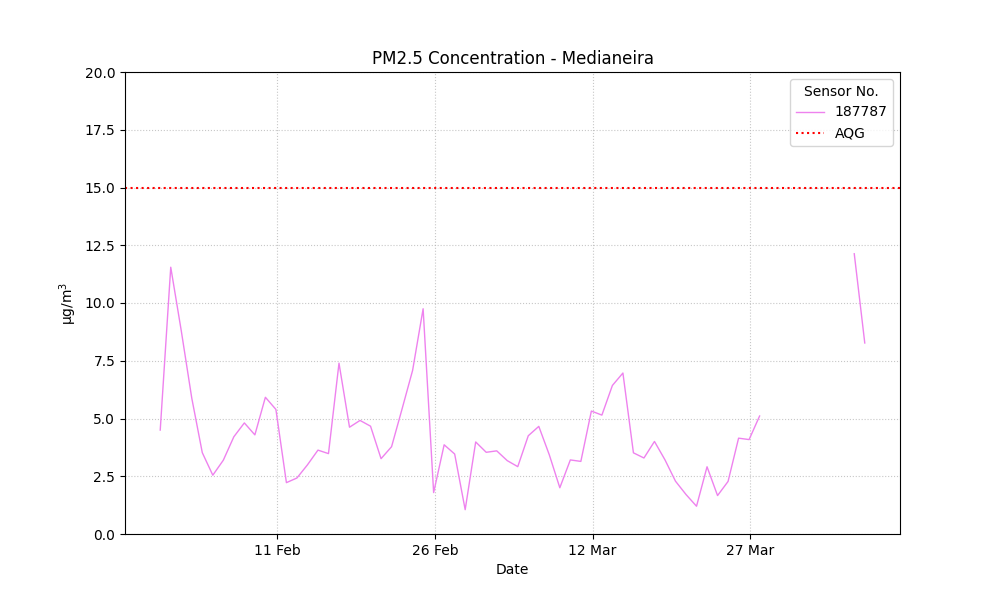 PM2.5 Concentration - Medianeira
Sensor No.
187787
AQG
20.0
17.5
15.0
12.5
10.0
7.5
5.0
2.5
0.0
µg/m³
11 Feb
26 Feb
12 Mar
27 Mar
Date